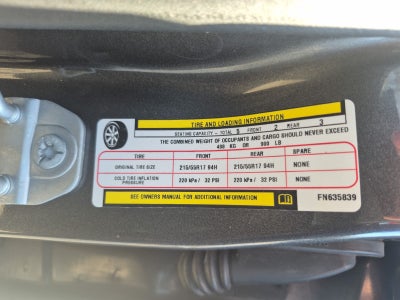 TIRE AND LOADING INFORMATION
SEATING CAPACITY - TOTAL 5 FRONT 2 REAR 3
THE COMBINED WEIGHT OF OCCUPANTS AND CARGO SHOULD NEVER EXCEED
408 KG OR 900 LB
TIRE FRONT REAR SPARE
ORIGINAL TIRE SIZE 215/55R17 94H 215/55R17 94H NONE
COLD TIRE INFLATION PRESSURE 220 kPa / 32 PSI 220 kPa / 32 PSI NONE
SEE OWNERS MANUAL FOR ADDITIONAL INFORMATION
FN635839